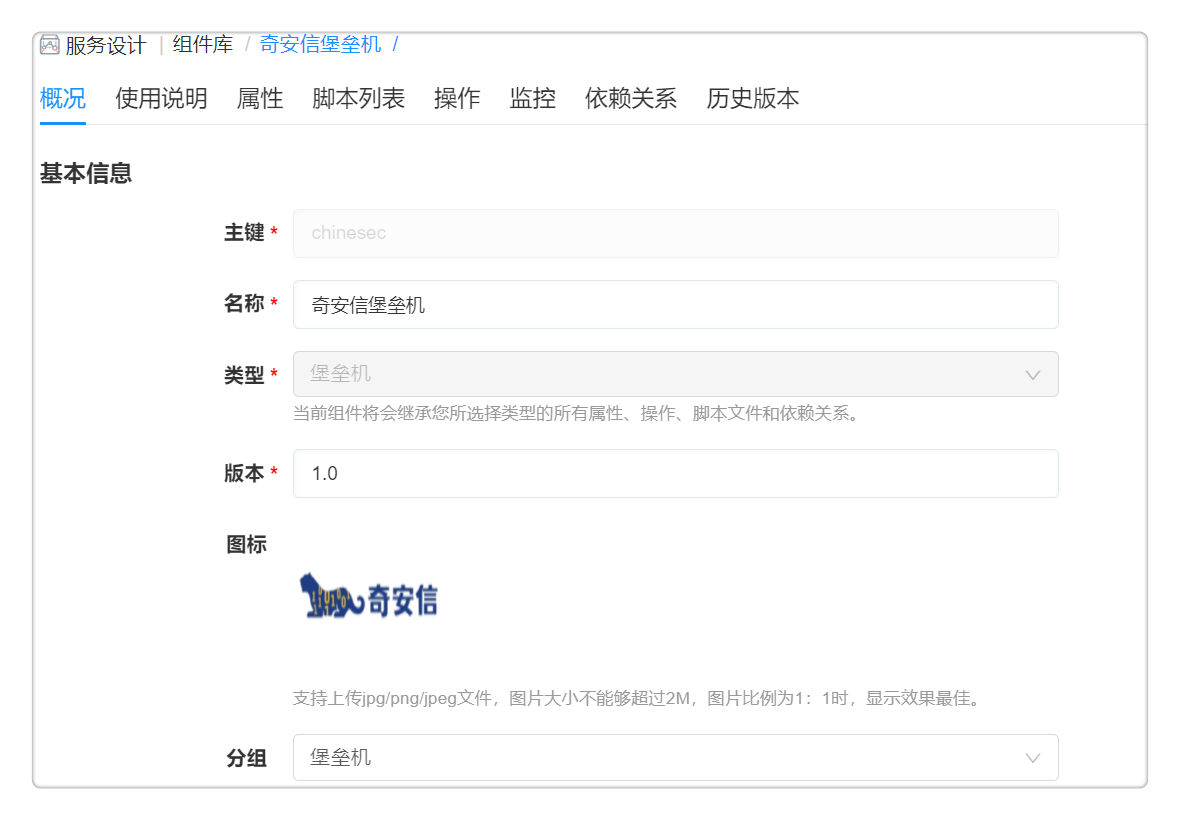 服务设计 | 组件库 / 奇安信堡垒机 /
概况 使用说明 属性 脚本列表 操作 监控 依赖关系 历史版本
基本信息
主键 * chinesec
名称 * 奇安信堡垒机
类型 * 堡垒机
当前组件将会继承您所选择类型的所有属性、操作、脚本文件和依赖关系。
版本 * 1.0
图标
奇安信
支持上传jpg/png/jpeg文件，图片大小不能够超过2M，图片比例为1：1时，显示效果最佳。
分组 堡垒机